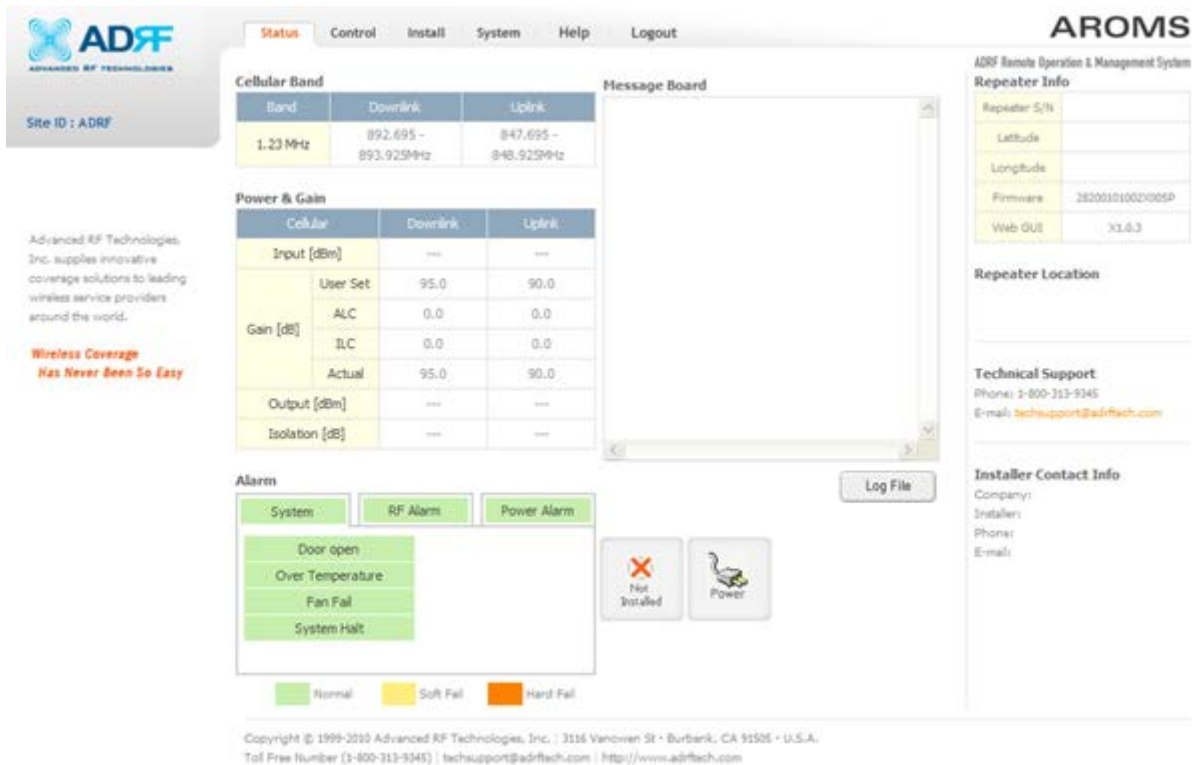 ADRF
ADVANCED RF TECHNOLOGIES
Site ID : ADRF
Advanced RF Technologies,
Inc. supplies innovative
coverage solutions to leading
wireless service providers
around the world.
Wireless Coverage
Has Never Been So Easy
Status Control Install System Help Logout
Cellular Band
Band Downlink Uplink
1.23 MHz 892.695 - 893.925MHz 847.695 - 848.925MHz
Power & Gain
Cellular Downlink Uplink
Input [dBm] --- ---
Gain [dB]
User Set 95.0 90.0
ALC 0.0 0.0
ILC 0.0 0.0
Actual 95.0 90.0
Output [dBm] --- ---
Isolation [dB] --- ---
Alarm
System RF Alarm Power Alarm
Door open
Over Temperature
Fan Fail
System Halt
Normal Soft Fail Hard Fail
Message Board
Log File
Not
Installed
Power
AROMS
ADRF Remote Operation & Management System
Repeater Info
Repeater S/N
Latitude
Longitude
Firmware
Web GUI X1.0.3
Repeater Location
Technical Support
Phone: 1-800-313-9345
E-mail: techsupport@adrftech.com
Installer Contact Info
Company:
Installer:
Phone:
E-mail:
Copyright © 1999-2010 Advanced RF Technologies, Inc. | 3116 Vanowen St · Burbank, CA 91505 · U.S.A.
Toll Free Number (1-800-313-9345) | techsupport@adrftech.com | http://www.adrftech.com